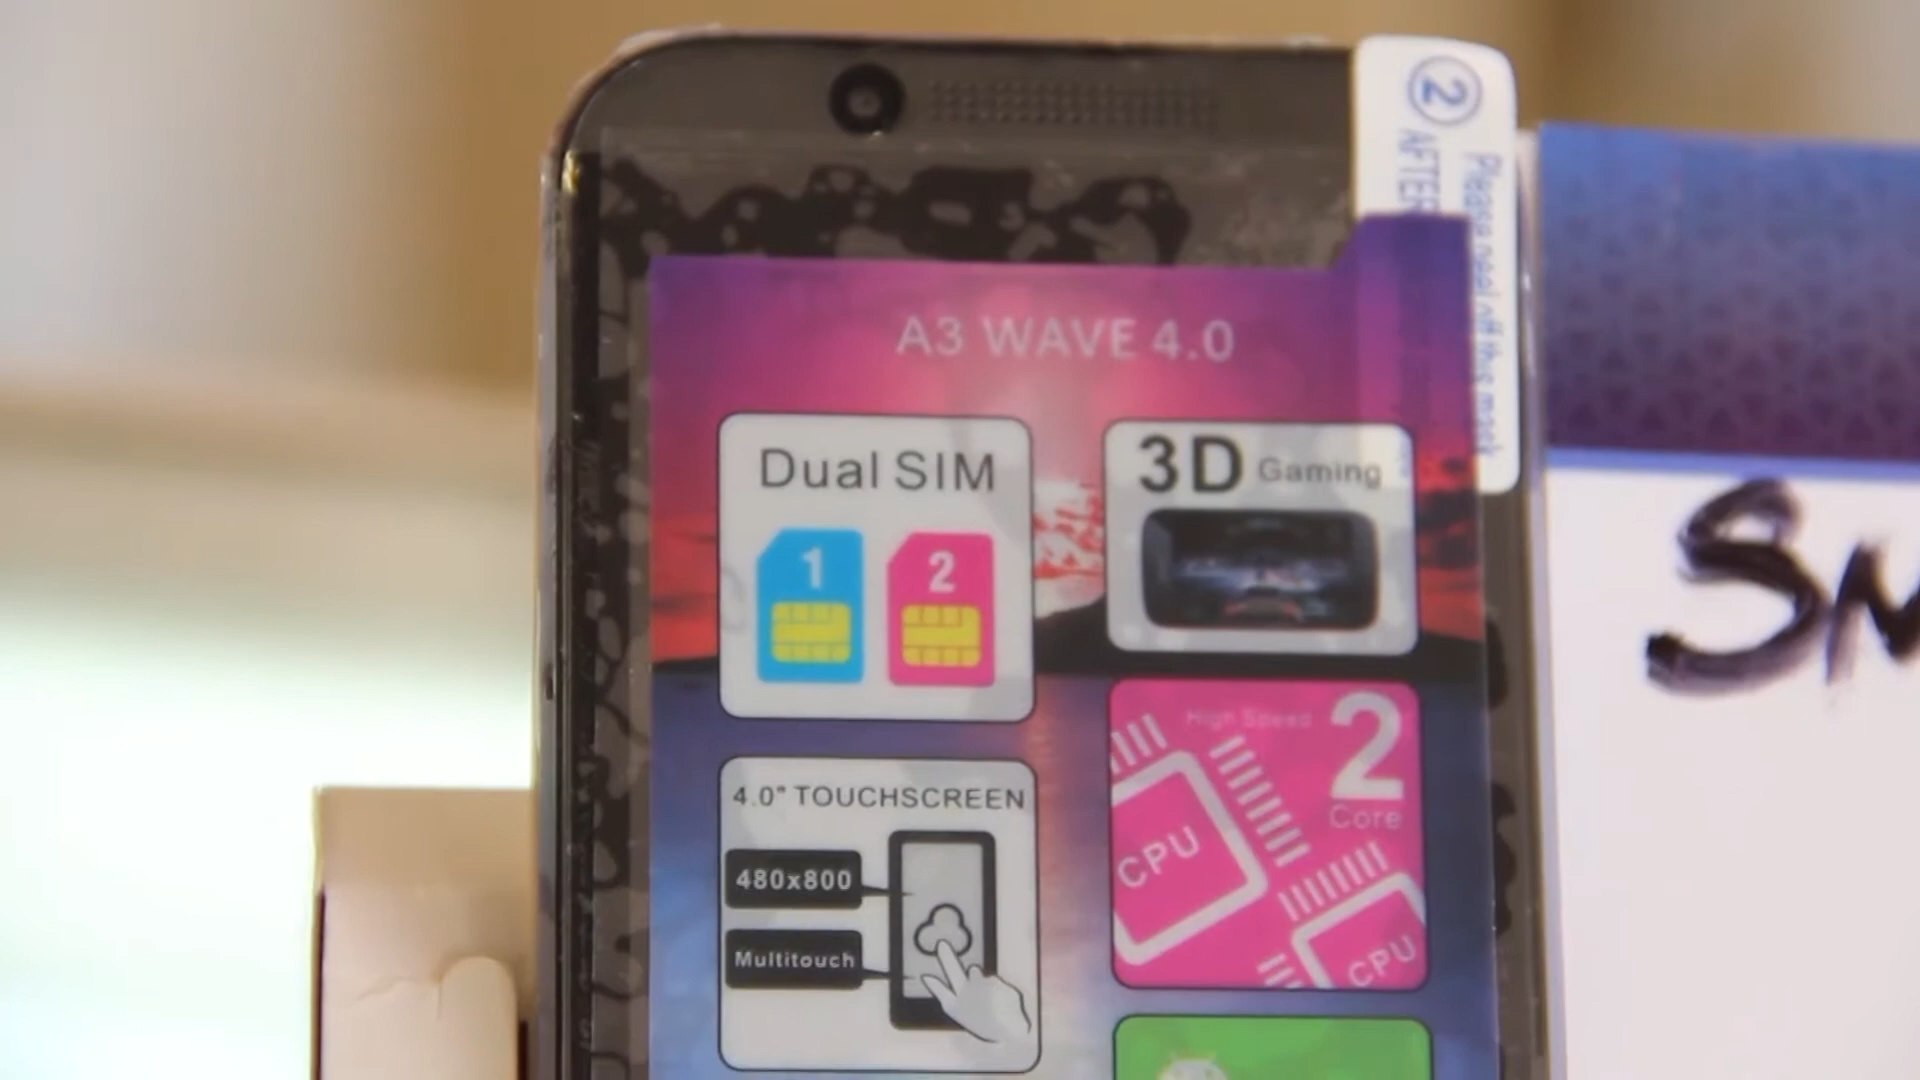 2
AFTER
Please peel off this mask
A3 WAVE 4.0
Dual SIM
1
2
3D Gaming
High Speed
2
Core
CPU
CPU
4.0" TOUCHSCREEN
480x800
Multitouch